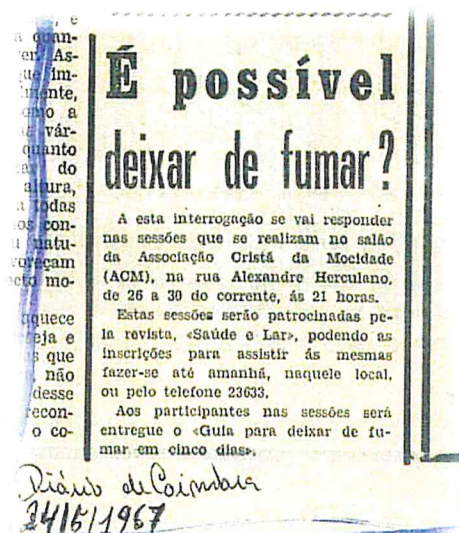 É possível
deixar de fumar?
A esta interrogação se vai responder
nas sessões que se realizam no salão
da Associação Cristã da Mocidade
(ACM), na rua Alexandre Herculano,
de 26 a 30 do corrente, ás 21 horas.
Estas sessões serão patrocinadas pe-
la revista, «Saúde e Lar», podendo as
inscrições para assistir ás mesmas
fazer-se até amanhã, naquele local,
ou pelo telefone 23633.
Aos participantes nas sessões será
entregue o «Guia para deixar de fu-
mar em cinco dias».
Diário de Coimbra
24/5/1967